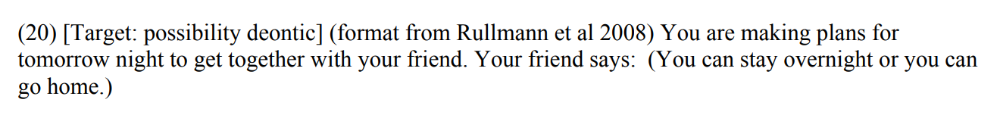 (20) [Target: possibility deontic] (format from Rullmann et al 2008) You are making plans for
tomorrow night to get together with your friend. Your friend says:  (You can stay overnight or you can
go home.)